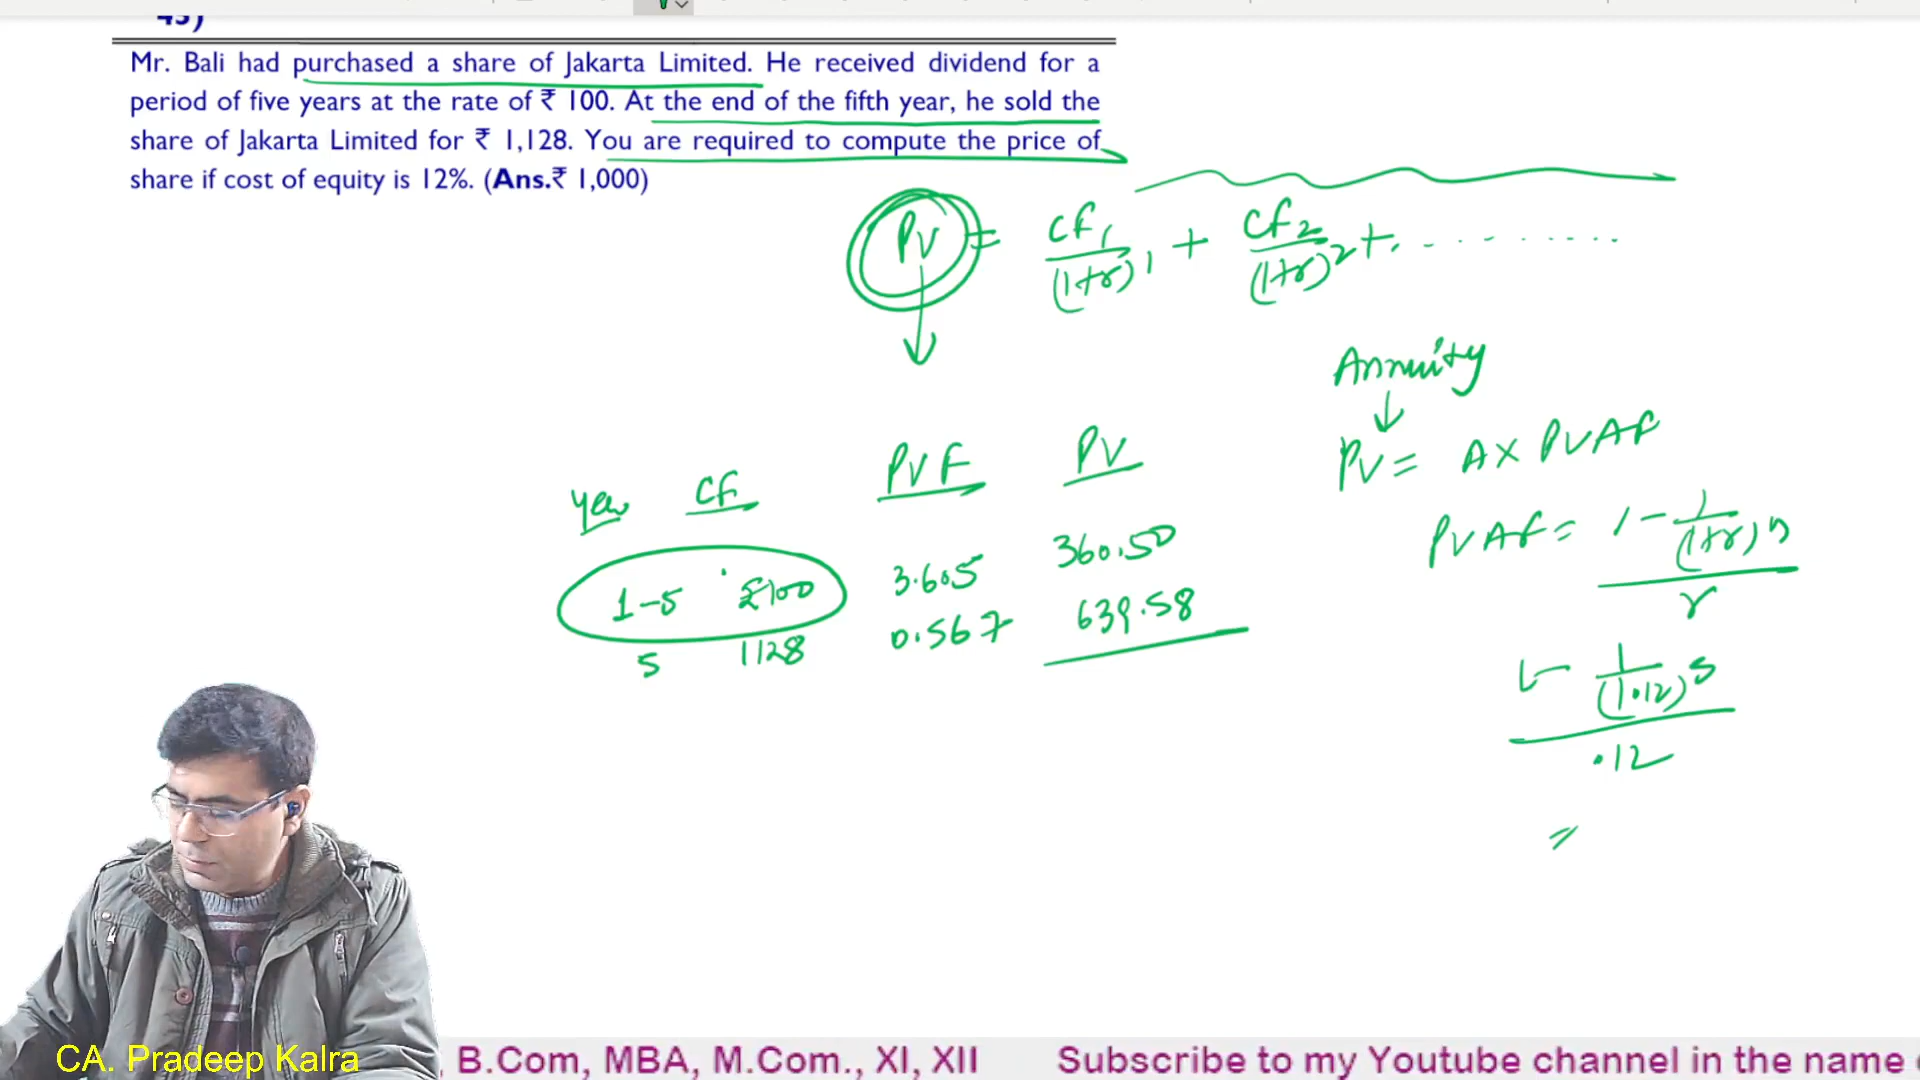 45)
Mr. Bali had purchased a share of Jakarta Limited. He received dividend for a
period of five years at the rate of ₹ 100. At the end of the fifth year, he sold the
share of Jakarta Limited for ₹ 1,128. You are required to compute the price of
share if cost of equity is 12%. (Ans.₹ 1,000)
PV = CF1/(1+r)1 + CF2/(1+r)2 + .........
Annuity
PV = A X PVAF
Year CF PVF PV
PVAF = 1 - 1/(1+r)n / r
1-5 ₹100 3.605 360.50
5 1128 0.567 639.58
1 - 1/(1.12)5 / .12
=
CA. Pradeep Kalra
, B.Com, MBA, M.Com., XI, XII Subscribe to my Youtube channel in the name